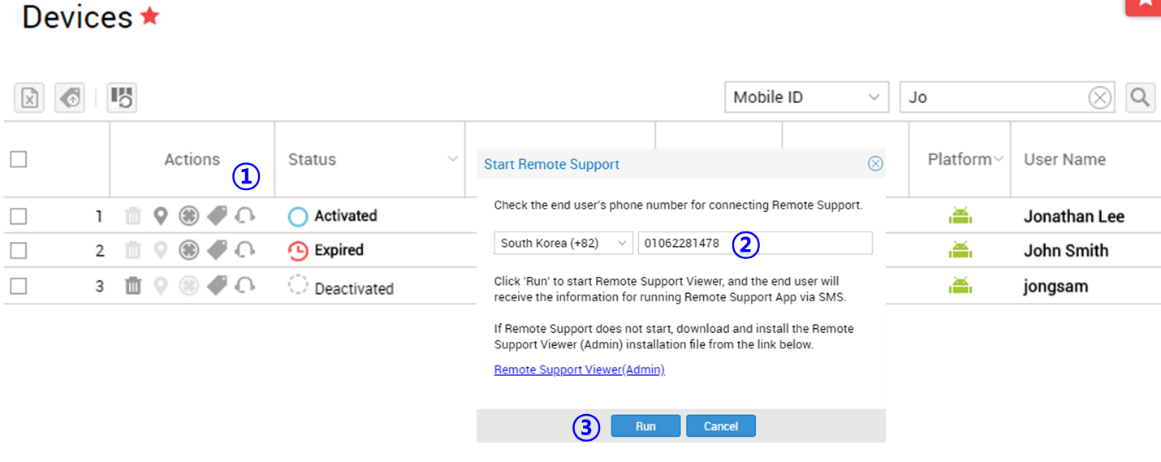 Devices
Mobile ID
Jo
Actions
①
Status
Platform
User Name
1
Activated
Jonathan Lee
2
Expired
John Smith
3
Deactivated
jongsam
Start Remote Support
Check the end user's phone number for connecting Remote Support.
South Korea (+82)
01062281478
②
Click 'Run' to start Remote Support Viewer, and the end user will
receive the information for running Remote Support App via SMS.
If Remote Support does not start, download and install the Remote
Support Viewer (Admin) installation file from the link below.
Remote Support Viewer(Admin)
③
Run
Cancel